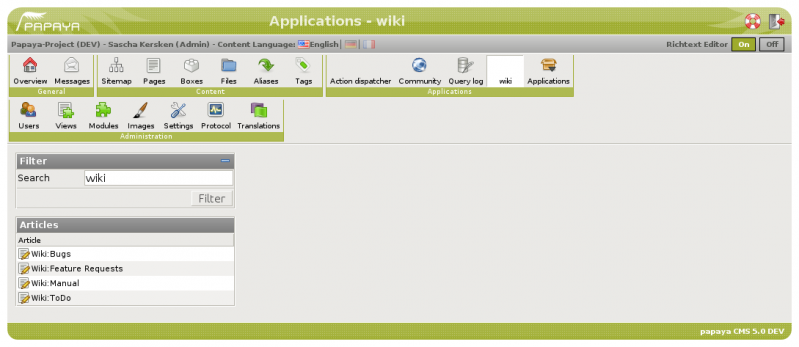 PAPAYA
Applications - wiki
Papaya-Project (DEV) - Sascha Kersken (Admin) - Content Language: English
Richtext Editor On Off
Overview Messages Sitemap Pages Boxes Files Aliases Tags Action dispatcher Community Query log wiki Applications
General Content Applications
Users Views Modules Images Settings Protocol Translations
Administration
Filter
Search wiki
Filter
Articles
Article
Wiki:Bugs
Wiki:Feature Requests
Wiki:Manual
Wiki:ToDo
papaya CMS 5.0 DEV